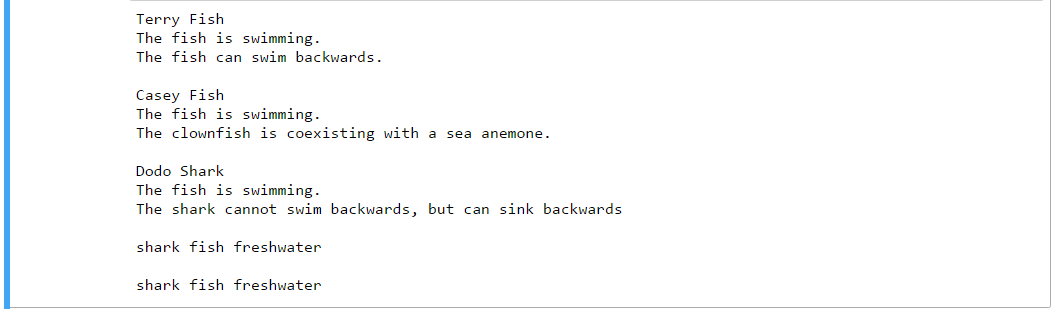 Terry Fish
The fish is swimming.
The fish can swim backwards.
Casey Fish
The fish is swimming.
The clownfish is coexisting with a sea anemone.
Dodo Shark
The fish is swimming.
The shark cannot swim backwards, but can sink backwards
shark fish freshwater
shark fish freshwater